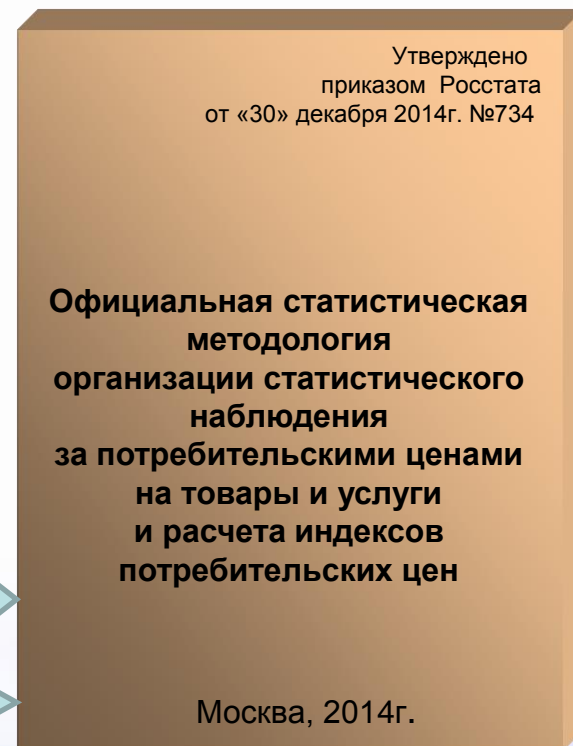 Утверждено
приказом Росстата
от «30» декабря 2014г. №734
Официальная статистическая
методология
организации статистического
наблюдения
за потребительскими ценами
на товары и услуги
и расчета индексов
потребительских цен
Москва, 2014г.